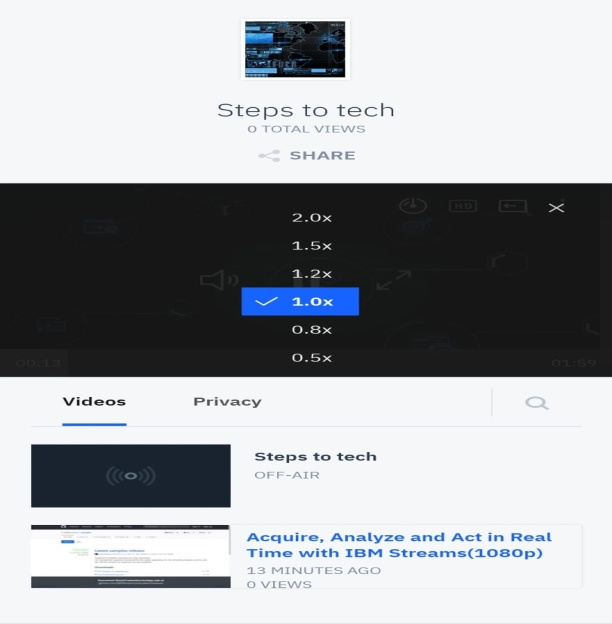 Steps to tech
0 TOTAL VIEWS
SHARE
HD
2.0x
1.5x
1.2x
1.0x
0.8x
0.5x
00:13
01:59
Videos
Privacy
Steps to tech
OFF-AIR
Acquire, Analyze and Act in Real
Time with IBM Streams(1080p)
13 MINUTES AGO
0 VIEWS